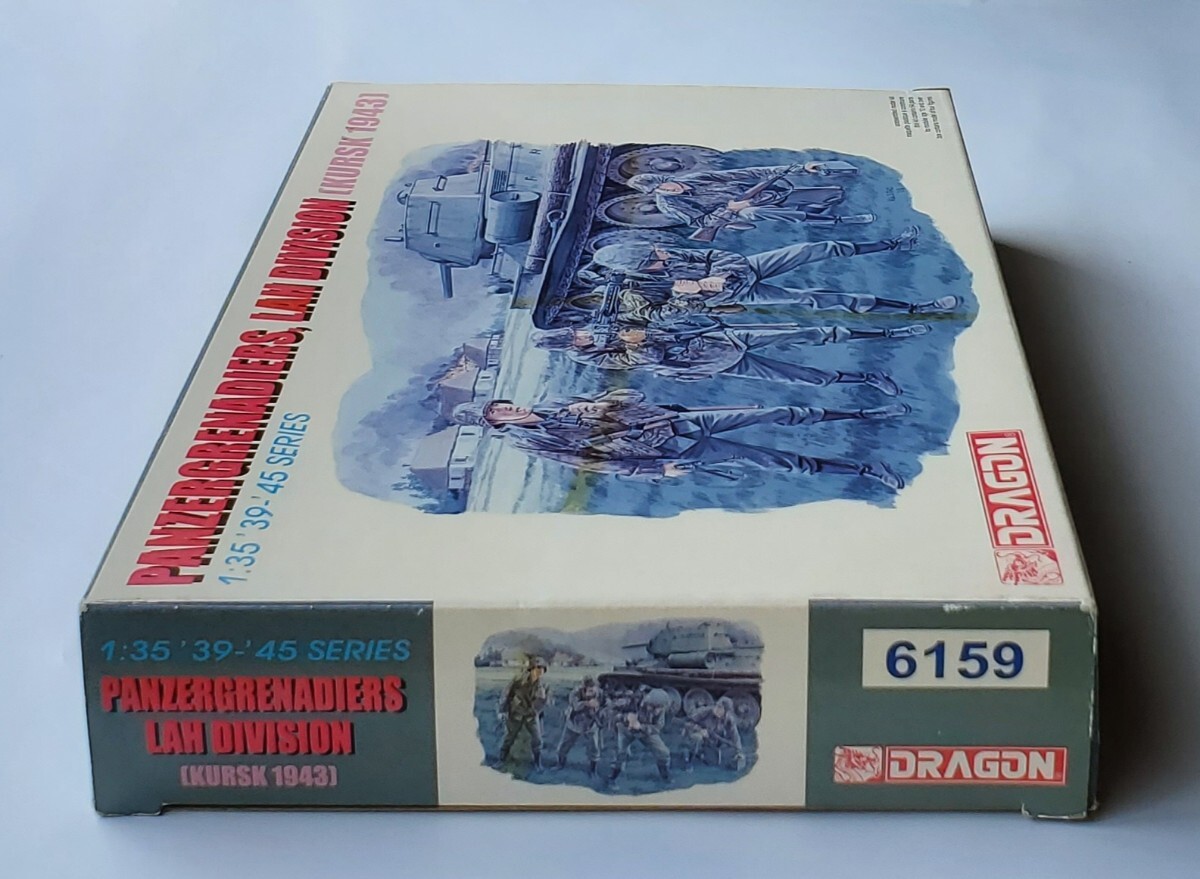 PANZERGRENADIERS, LAH DIVISION (KURSK 1943)
1:35 '39-'45 SERIES
DRAGON
1:35 '39-'45 SERIES
PANZERGRENADIERS
LAH DIVISION
(KURSK 1943)
6159
DRAGON